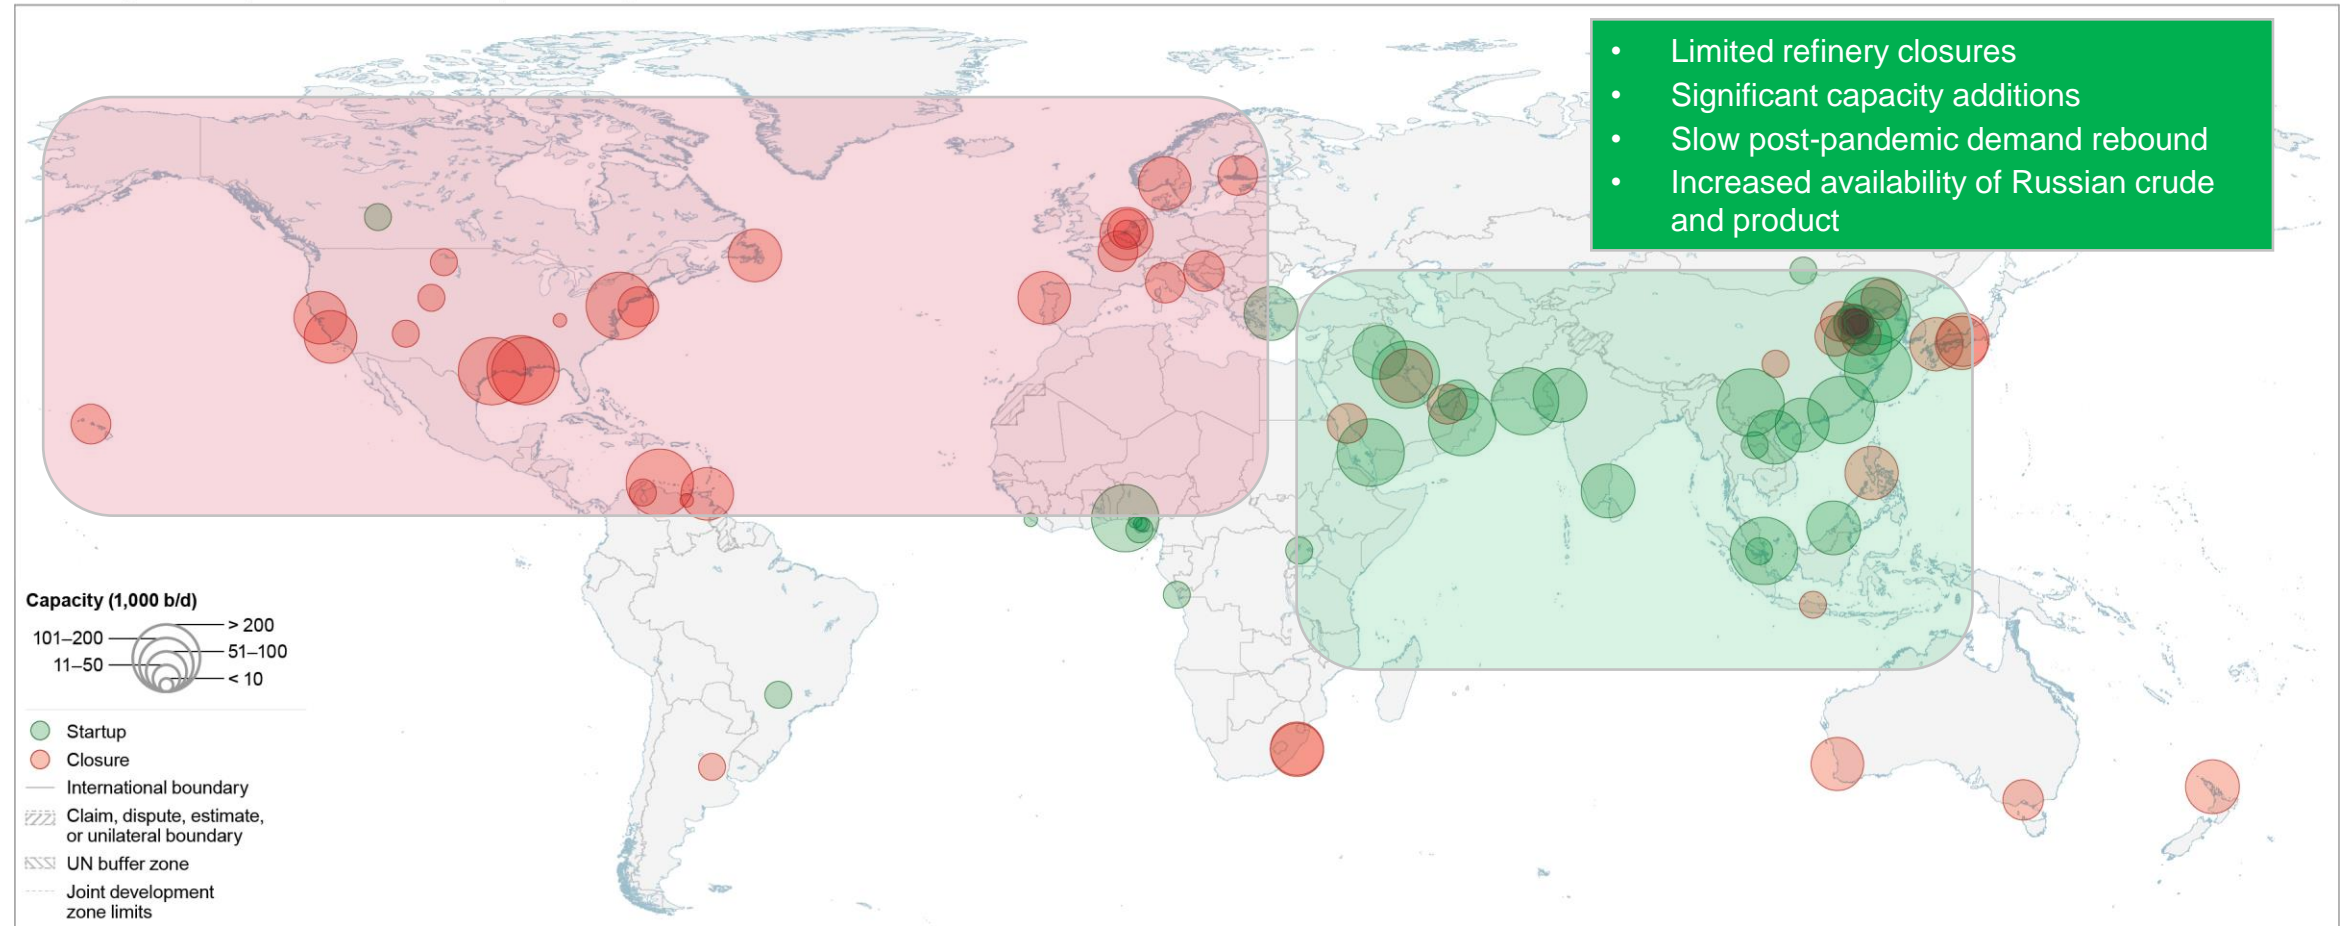 • Limited refinery closures
• Significant capacity additions
• Slow post-pandemic demand rebound
• Increased availability of Russian crude
and product
Capacity (1,000 b/d)
> 200
101–200
51–100
11–50
< 10
Startup
Closure
International boundary
Claim, dispute, estimate,
or unilateral boundary
UN buffer zone
Joint development
zone limits